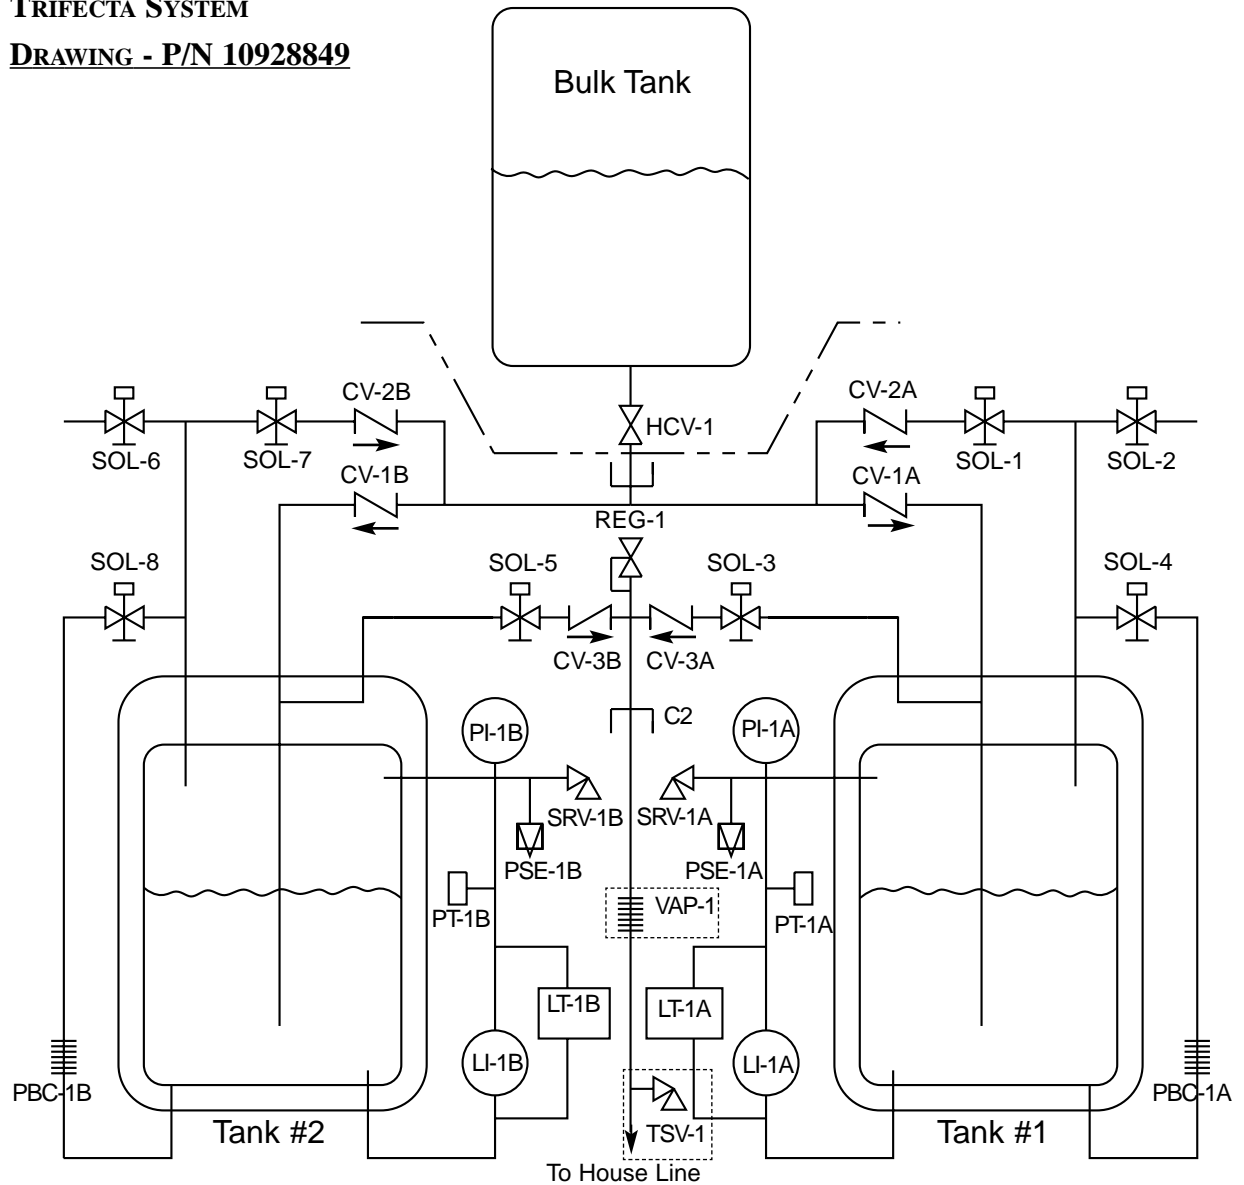 TRIFECTA SYSTEM
DRAWING - P/N 10928849
Bulk Tank
CV-2B
CV-2A
HCV-1
SOL-6
SOL-7
SOL-1
SOL-2
CV-1B
CV-1A
REG-1
SOL-8
SOL-5
SOL-3
SOL-4
CV-3B
CV-3A
C2
PI-1B
PI-1A
SRV-1B
SRV-1A
PSE-1B
PSE-1A
VAP-1
PT-1B
PT-1A
LT-1B
LT-1A
LI-1B
LI-1A
PBC-1B
PBC-1A
Tank #2
TSV-1
Tank #1
To House Line